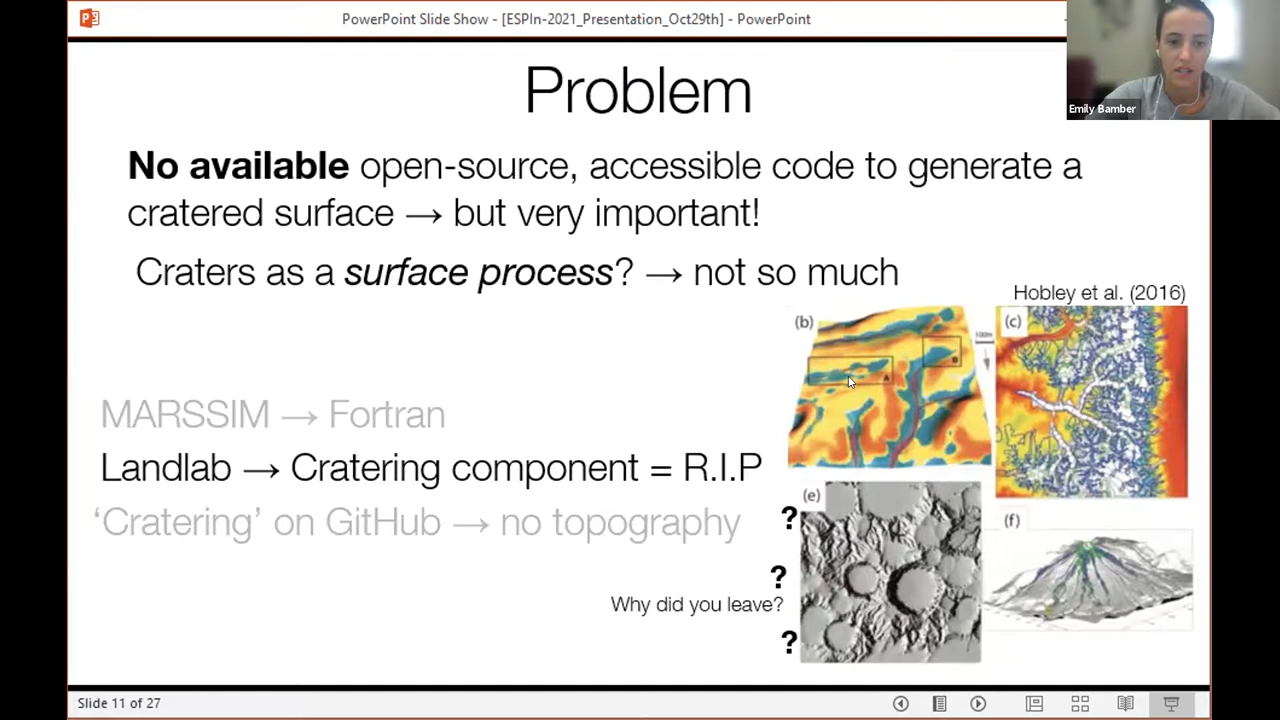 PowerPoint Slide Show - [ESPIn-2021_Presentation_Oct29th] - PowerPoint
Emily Bamber
Problem
No available open-source, accessible code to generate a
cratered surface → but very important!
Craters as a surface process? → not so much
Hobley et al. (2016)
(b)
(c)
100m
B
A
MARSSIM → Fortran
Landlab → Cratering component = R.I.P
‘Cratering’ on GitHub → no topography
(e)
(f)
?
?
Why did you leave?
?
Slide 11 of 27